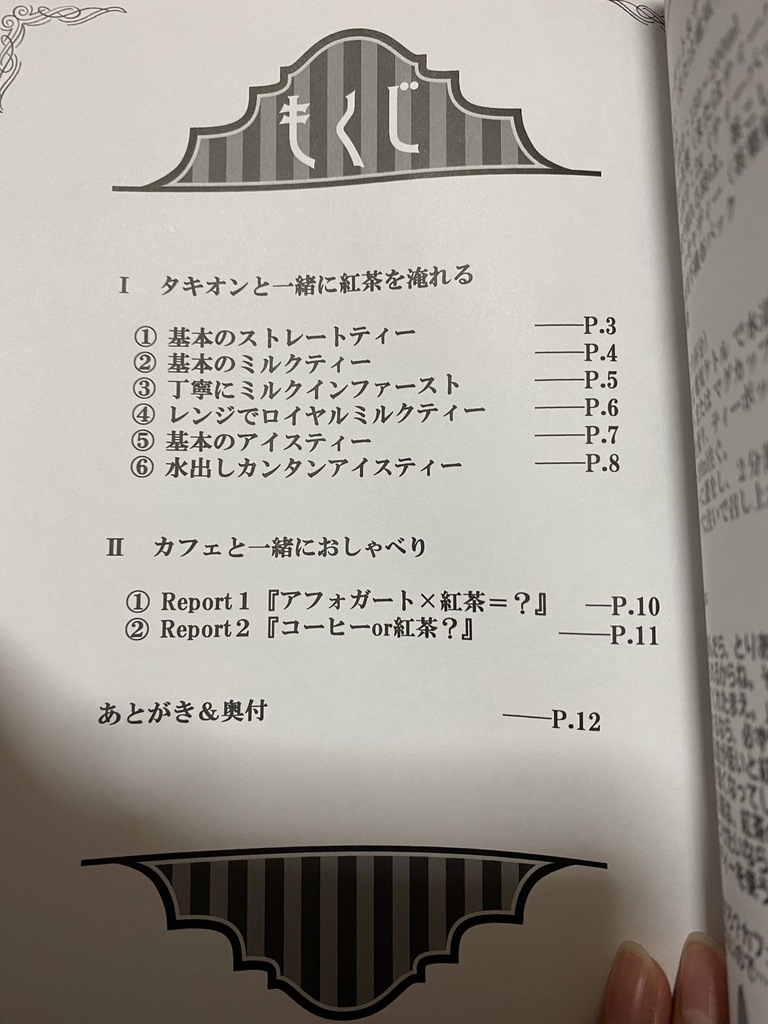 もくじ
Ⅰ タキオンと一緒に紅茶を淹れる
① 基本のストレートティー ――P.3
② 基本のミルクティー ――P.4
③ 丁寧にミルクインファースト ――P.5
④ レンジでロイヤルミルクティー ――P.6
⑤ 基本のアイスティー ――P.7
⑥ 水出しカンタンアイスティー ――P.8
Ⅱ カフェと一緒におしゃべり
① Report1『アフォガート×紅茶=?』 ―P.10
② Report2『コーヒーor紅茶?』 ――P.11
あとがき&奥付 ――P.12